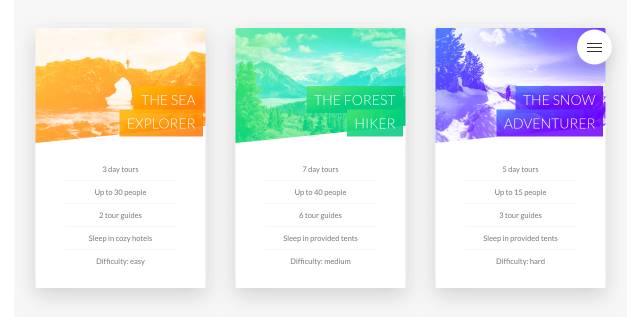 THE SEA
EXPLORER
3 day tours
Up to 30 people
2 tour guides
Sleep in cozy hotels
Difficulty: easy
THE FOREST
HIKER
7 day tours
Up to 40 people
6 tour guides
Sleep in provided tents
Difficulty: medium
THE SNOW
ADVENTURER
5 day tours
Up to 15 people
3 tour guides
Sleep in provided tents
Difficulty: hard